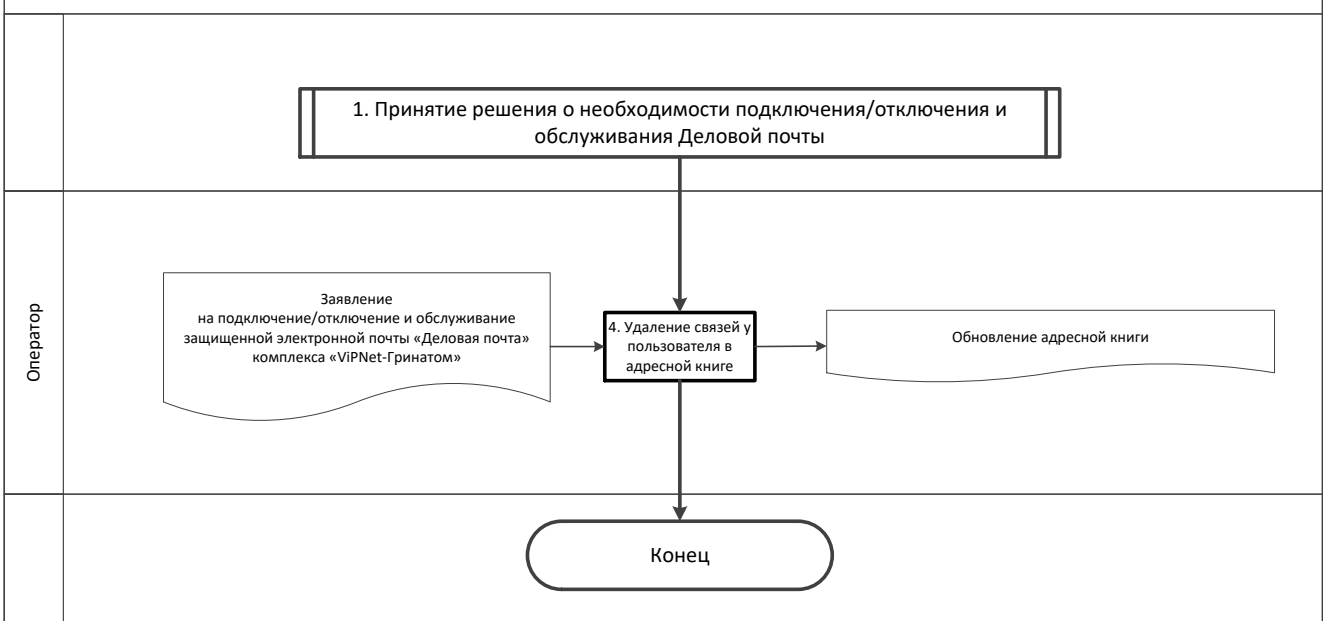 1. Принятие решения о необходимости подключения/отключения и
обслуживания Деловой почты
Оператор
Заявление
на подключение/отключение и обслуживание
защищенной электронной почты «Деловая почта»
комплекса «ViPNet-Гринатом»
4. Удаление связей у
пользователя в
адресной книге
Обновление адресной книги
Конец